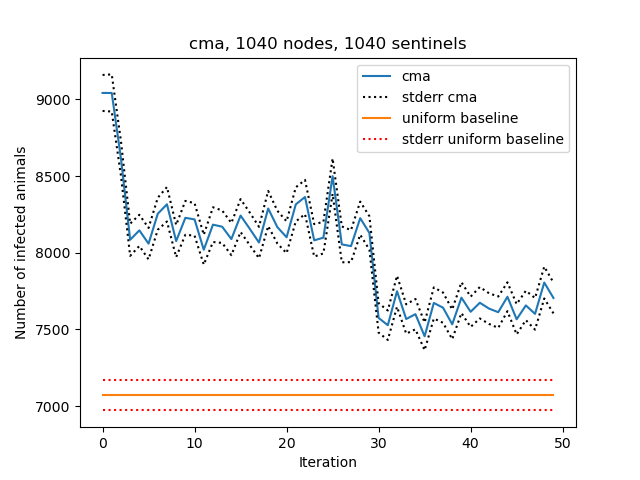 cma, 1040 nodes, 1040 sentinels
cma
stderr cma
uniform baseline
stderr uniform baseline
Number of infected animals
9000
8500
8000
7500
7000
0 10 20 30 40 50
Iteration